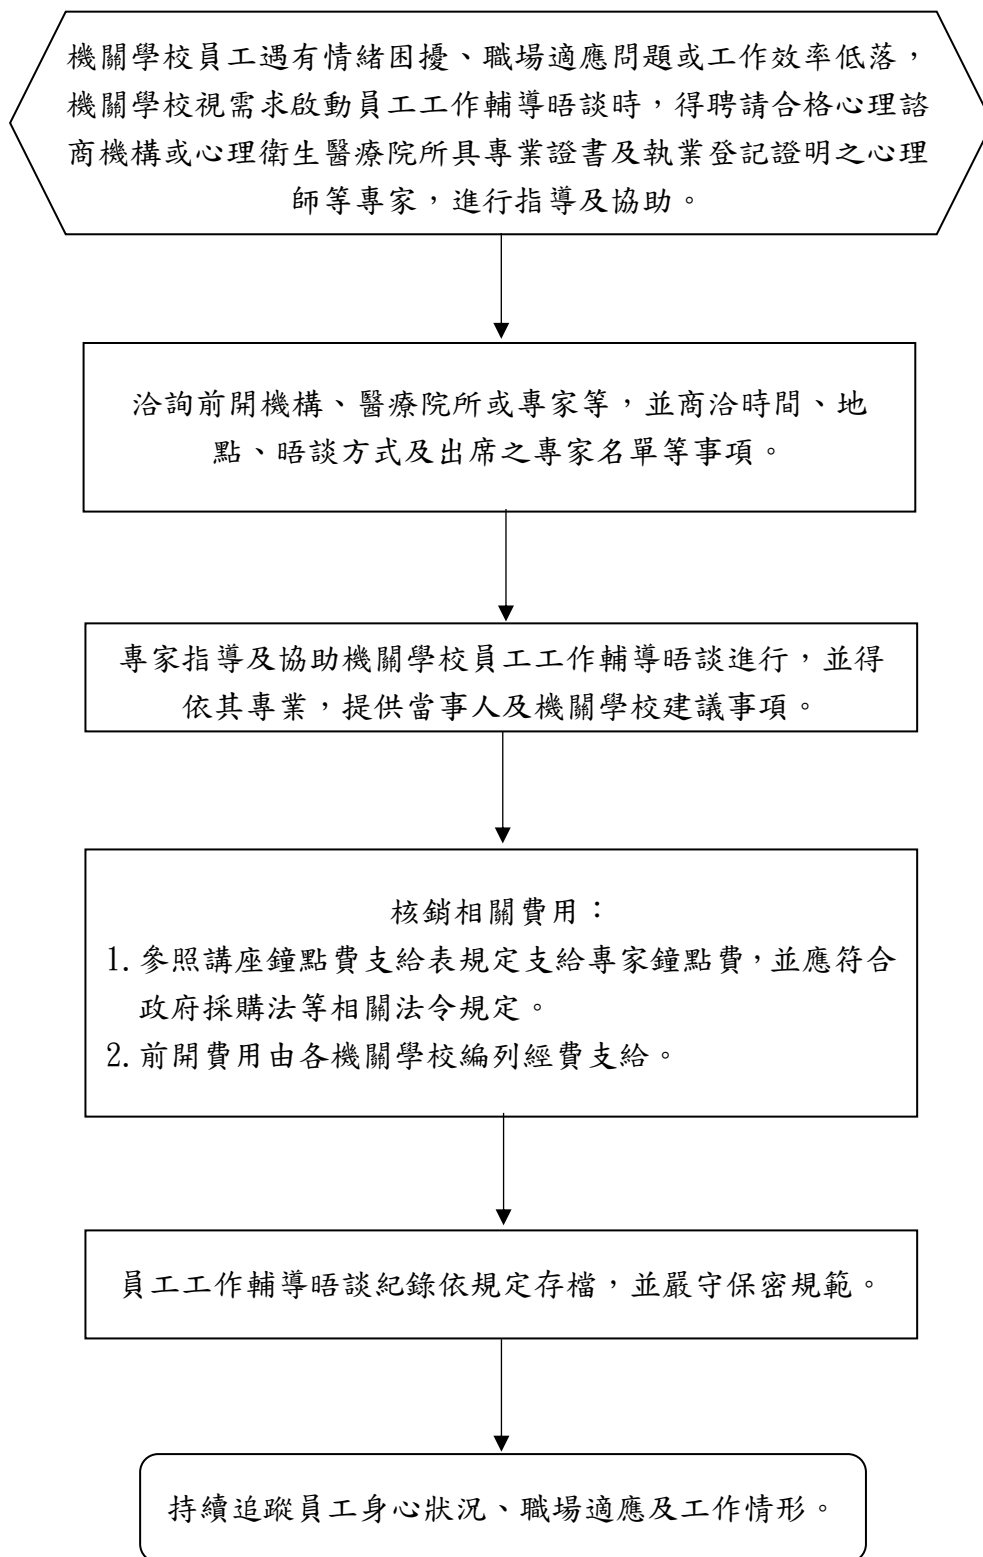 機關學校員工遇有情緒困擾、職場適應問題或工作效率低落，
機關學校視需求啟動員工工作輔導晤談時，得聘請合格心理諮
商機構或心理衛生醫療院所具專業證書及執業登記證明之心理
師等專家，進行指導及協助。
洽詢前開機構、醫療院所或專家等，並商洽時間、地
點、晤談方式及出席之專家名單等事項。
專家指導及協助機關學校員工工作輔導晤談進行，並得
依其專業，提供當事人及機關學校建議事項。
核銷相關費用：
1. 參照講座鐘點費支給表規定支給專家鐘點費，並應符合
政府採購法等相關法令規定。
2. 前開費用由各機關學校編列經費支給。
員工工作輔導晤談紀錄依規定存檔，並嚴守保密規範。
持續追蹤員工身心狀況、職場適應及工作情形。